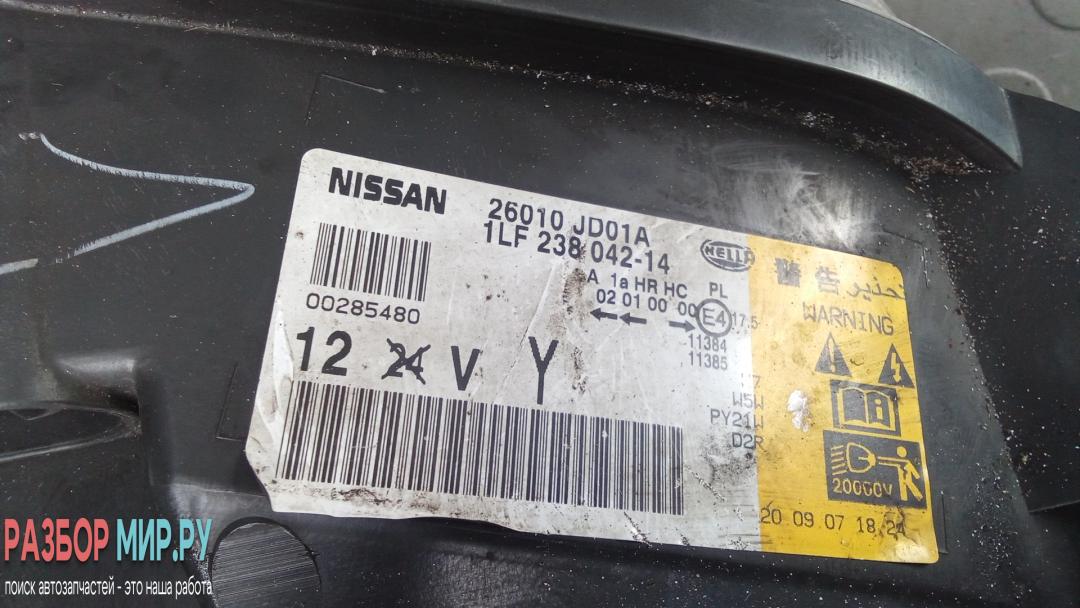 NISSAN
26010 JD01A
1LF 238 042-14
HELLA
00285480
A 1a HR HC PL
02 01 00 00 E4 17.5
11384
11385
12 24 V Y
W5W
PY21W
D2R
警告 تحذير
WARNING
20000V
20 09 07 18
РАЗБОР МИР.РУ
поиск автозапчастей - это наша работа